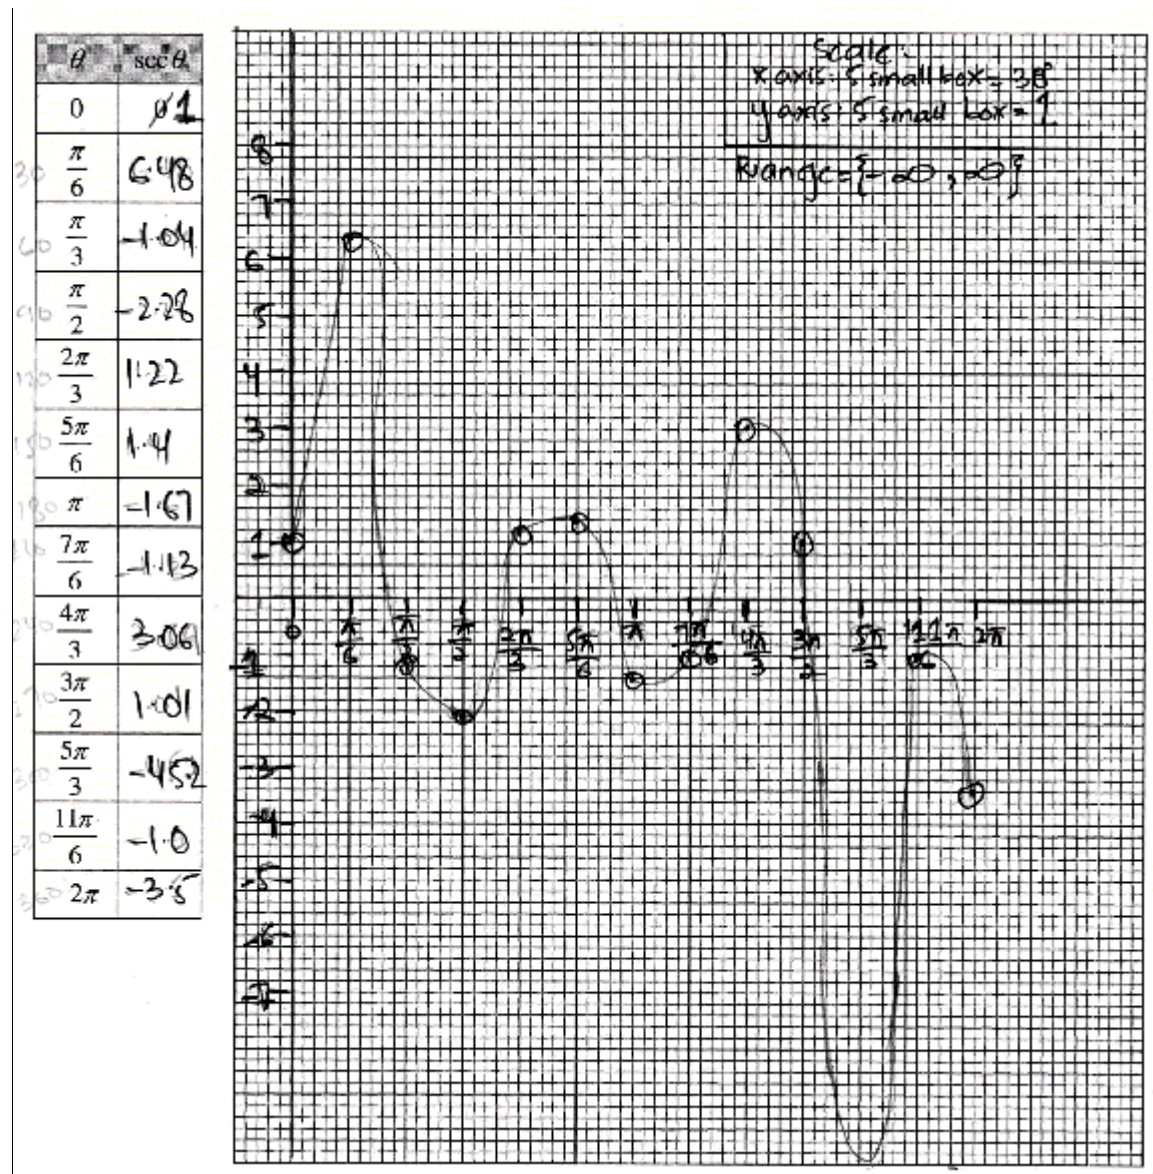 θ sec θ
0 1
30 π/6 6.48
60 π/3 -1.04
90 π/2 -2.28
120 2π/3 1.22
150 5π/6 1.4
180 π -1.67
210 7π/6 -1.13
240 4π/3 3.06
270 3π/2 1.01
300 5π/3 -452
11π/6 -1.0
360 2π -3.5
Scale:
x axis: 5 small box = 30°
y axis: 5 small box = 1
Range = {-∞, ∞}
8
7
6
5
4
3
2
1
0 π/6 π/3 π/2 2π/3 5π/6 π 7π/6 4π/3 3π/2 5π/3 11π/6 2π
-1
-2
-3
-4
-5
-6
-7